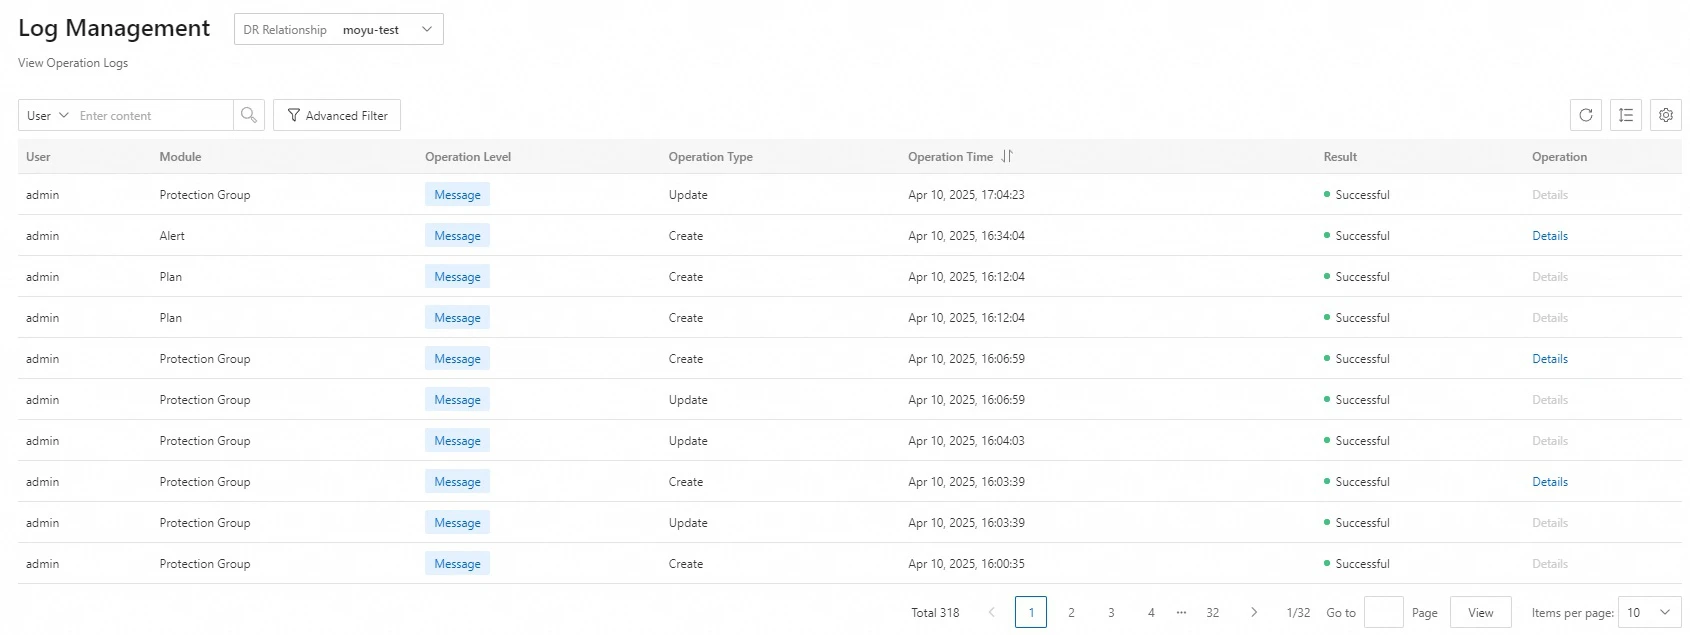 Log Management DR Relationship moyu-test
View Operation Logs
User Enter content Advanced Filter
User Module Operation Level Operation Type Operation Time Result Operation
admin Protection Group Message Update Apr 10, 2025, 17:04:23 Successful Details
admin Alert Message Create Apr 10, 2025, 16:34:04 Successful Details
admin Plan Message Create Apr 10, 2025, 16:12:04 Successful Details
admin Plan Message Create Apr 10, 2025, 16:12:04 Successful Details
admin Protection Group Message Create Apr 10, 2025, 16:06:59 Successful Details
admin Protection Group Message Update Apr 10, 2025, 16:06:59 Successful Details
admin Protection Group Message Update Apr 10, 2025, 16:04:03 Successful Details
admin Protection Group Message Create Apr 10, 2025, 16:03:39 Successful Details
admin Protection Group Message Update Apr 10, 2025, 16:03:39 Successful Details
admin Protection Group Message Create Apr 10, 2025, 16:00:35 Successful Details
Total 318 1 2 3 4 ··· 32 1/32 Go to Page View Items per page: 10